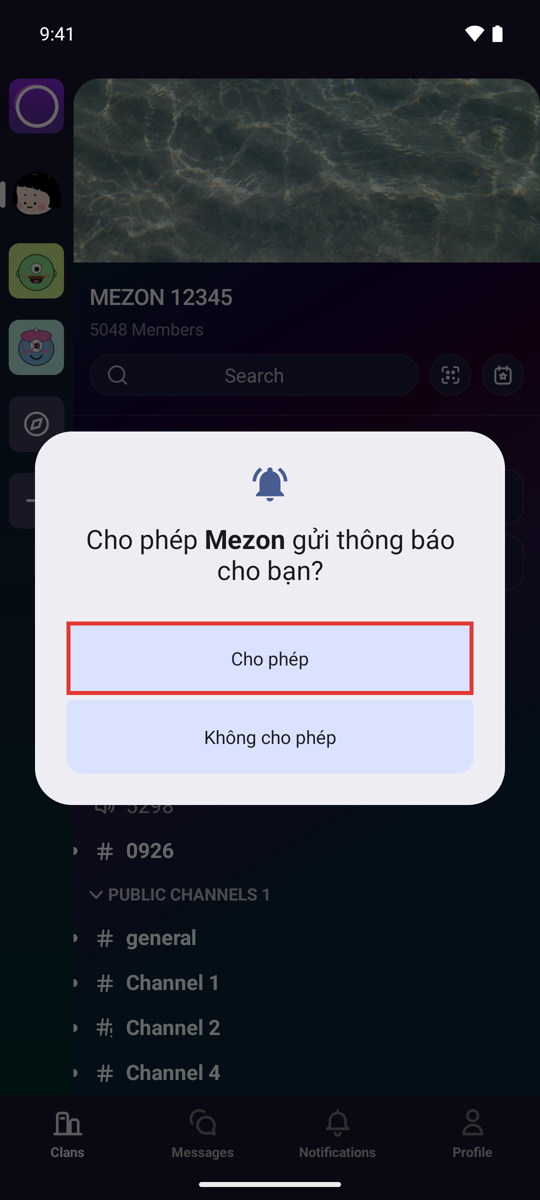 9:41
MEZON 12345
5048 Members
Search
Cho phép Mezon gửi thông báo
cho bạn?
Cho phép
Không cho phép
5298
# 0926
PUBLIC CHANNELS 1
# general
# Channel 1
# Channel 2
# Channel 4
Clans
Messages
Notifications
Profile